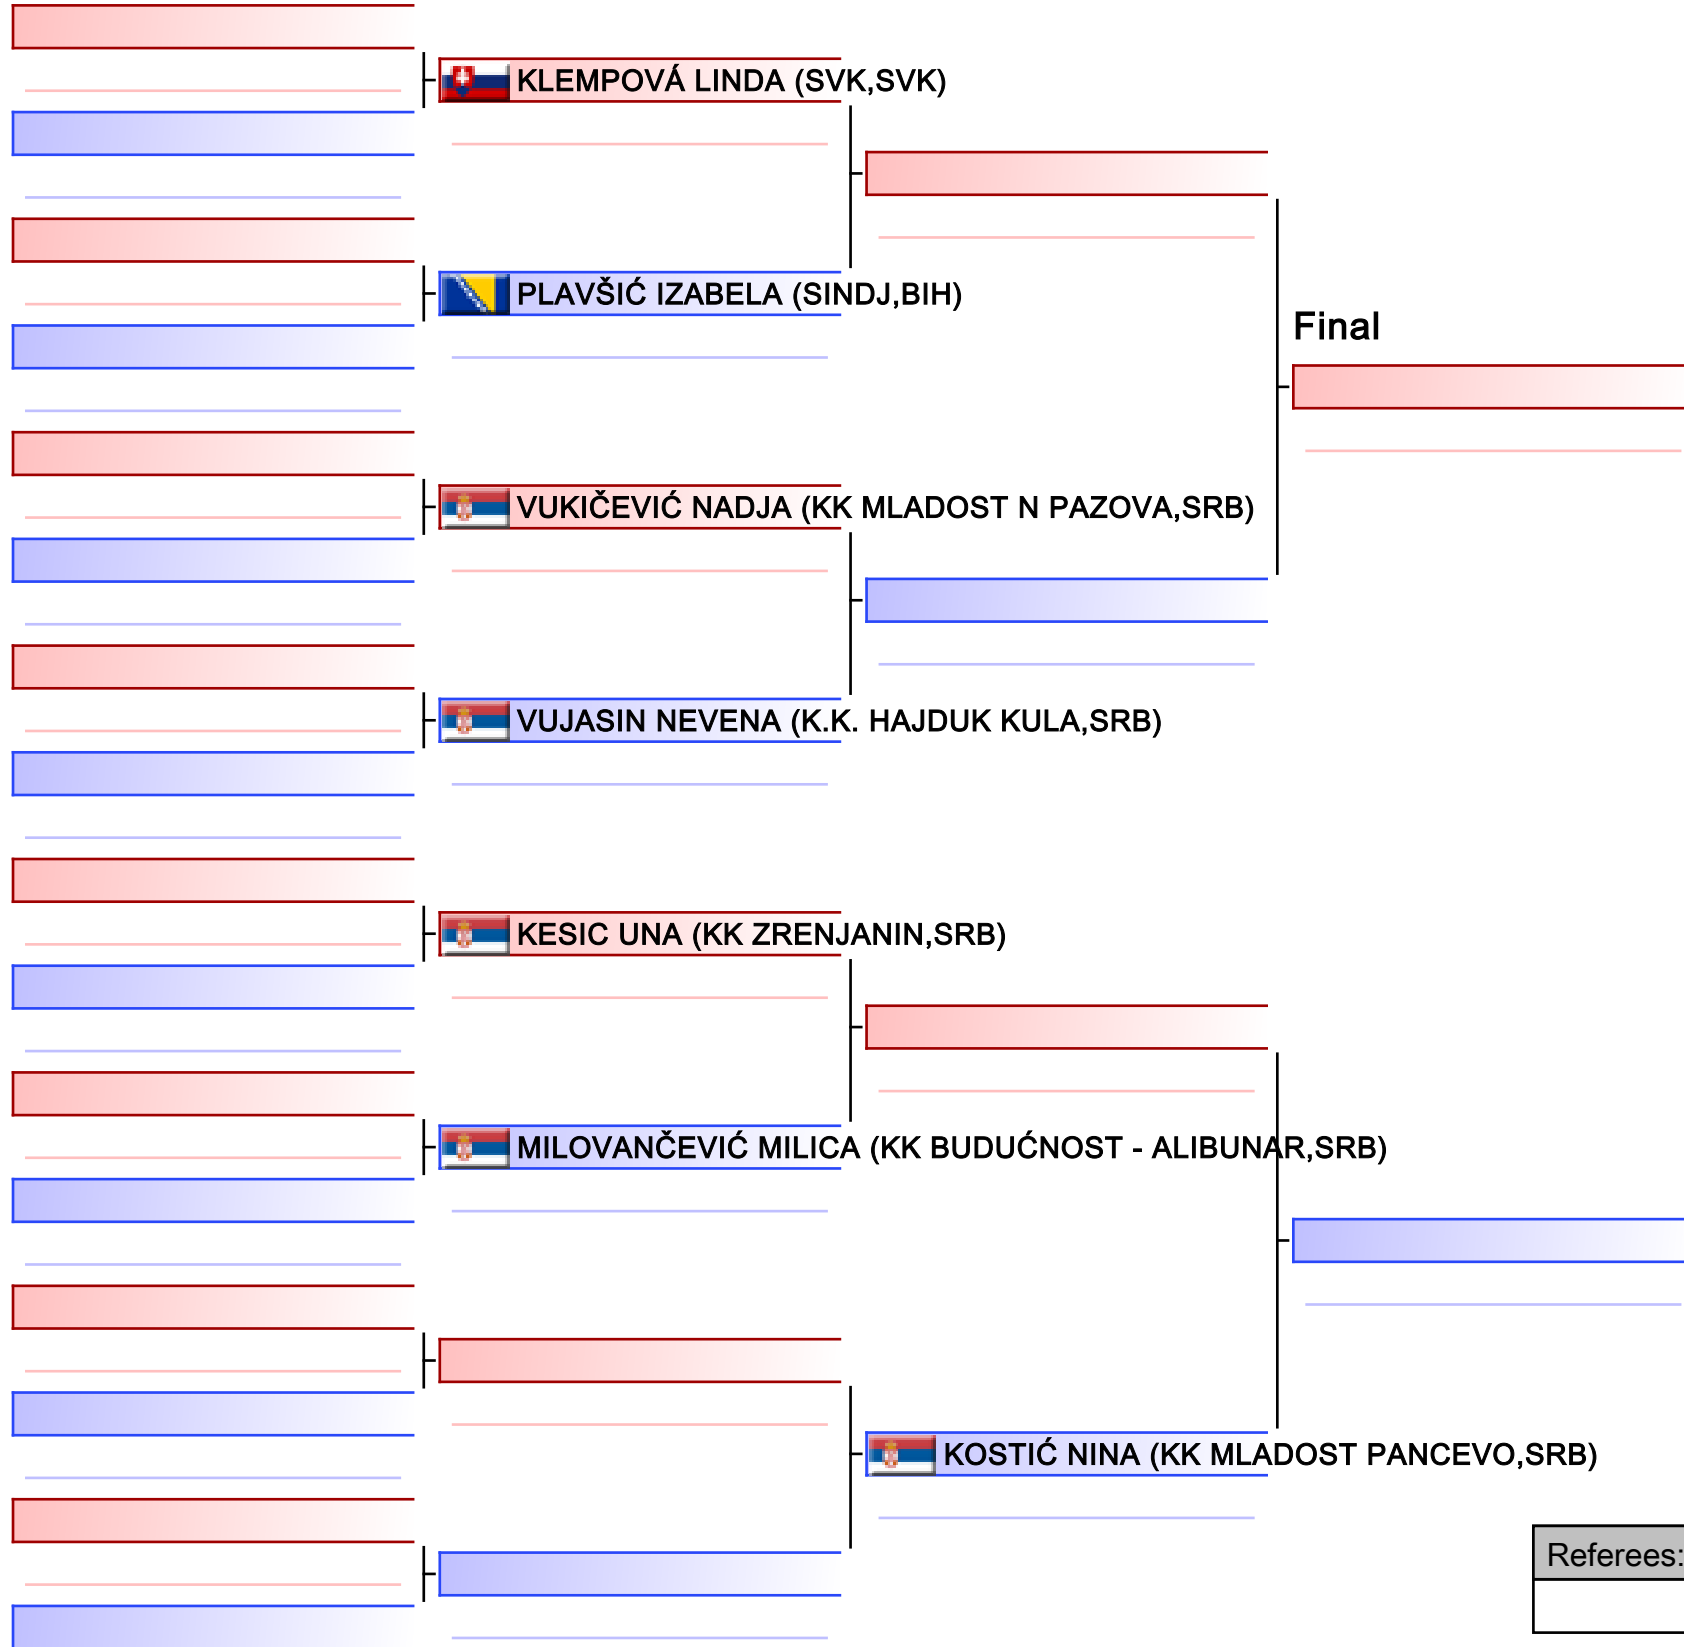 KLEMPOVÁ LINDA (SVK,SVK)
PLAVŠIĆ IZABELA (SINDJ,BIH)
Final
VUKIČEVIĆ NADJA (KK MLADOST N PAZOVA,SRB)
VUJASIN NEVENA (K.K. HAJDUK KULA,SRB)
KESIC UNA (KK ZRENJANIN,SRB)
MILOVANČEVIĆ MILICA (KK BUDUĆNOST - ALIBUNAR,SRB)
KOSTIĆ NINA (KK MLADOST PANCEVO,SRB)
Referees: